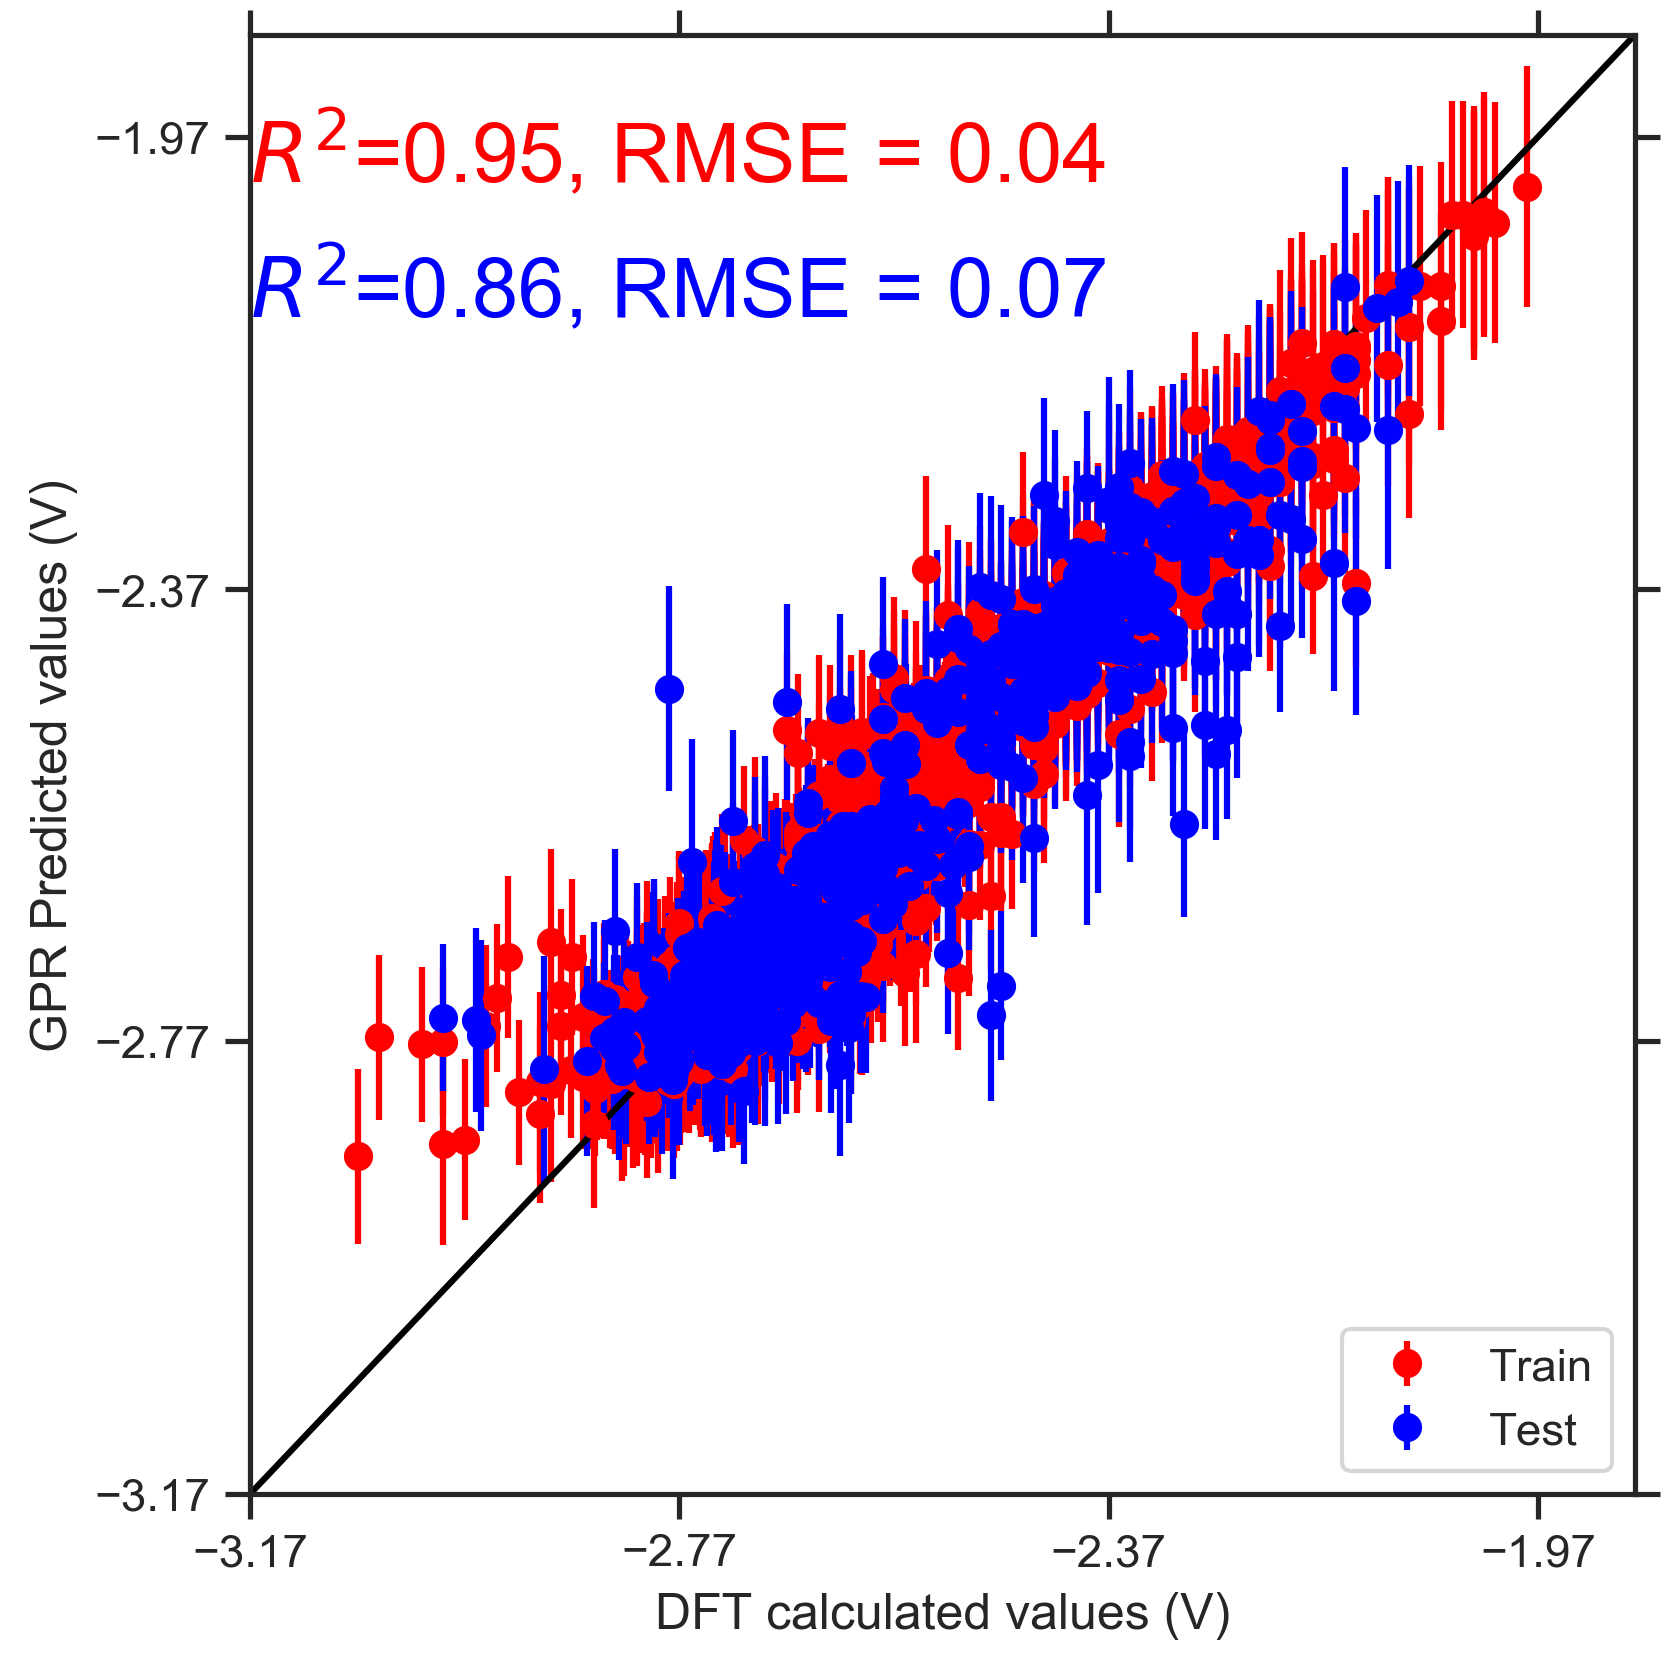 R²=0.95, RMSE = 0.04
R²=0.86, RMSE = 0.07
GPR Predicted values (V)
−1.97
−2.37
−2.77
−3.17
−3.17 −2.77 −2.37 −1.97
DFT calculated values (V)
Train
Test